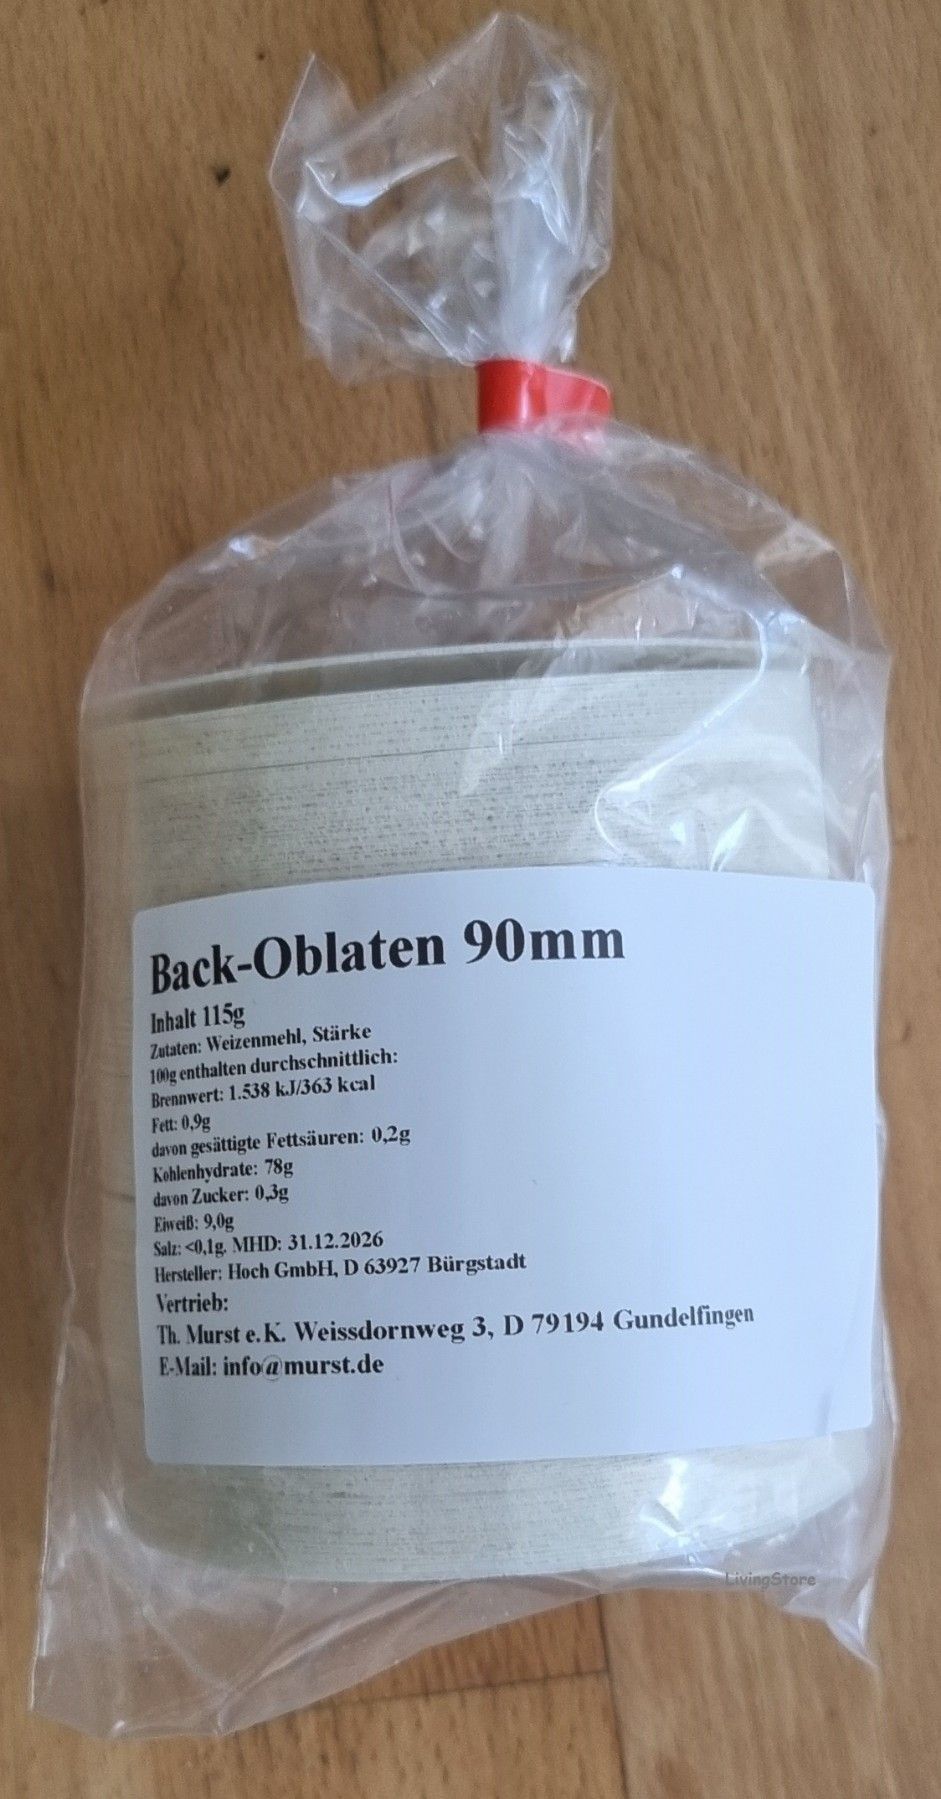 Back-Oblaten 90mm
Inhalt 115g
Zutaten: Weizenmehl, Stärke
100g enthalten durchschnittlich:
Brennwert: 1.538 kJ/363 kcal
Fett: 0,9g
davon gesättigte Fettsäuren: 0,2g
Kohlenhydrate: 78g
davon Zucker: 0,3g
Eiweiß: 9,0g
Salz: <0,1g. MHD: 31.12.2026
Hersteller: Hoch GmbH, D 63927 Bürgstadt
Vertrieb:
Th. Murst e.K. Weissdornweg 3, D 79194 Gundelfingen
E-Mail: info@murst.de
LivingStore